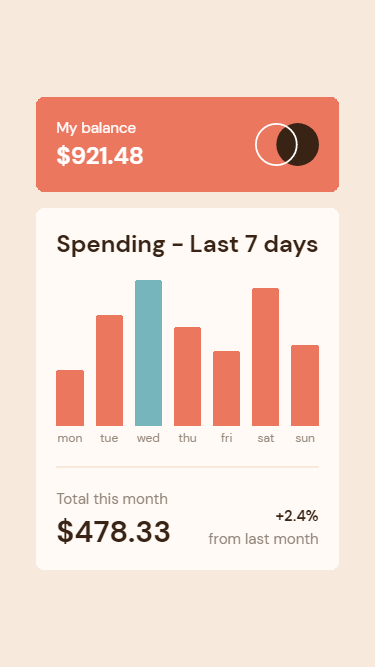 My balance
$921.48
Spending - Last 7 days
mon tue wed thu fri sat sun
Total this month
$478.33
+2.4%
from last month